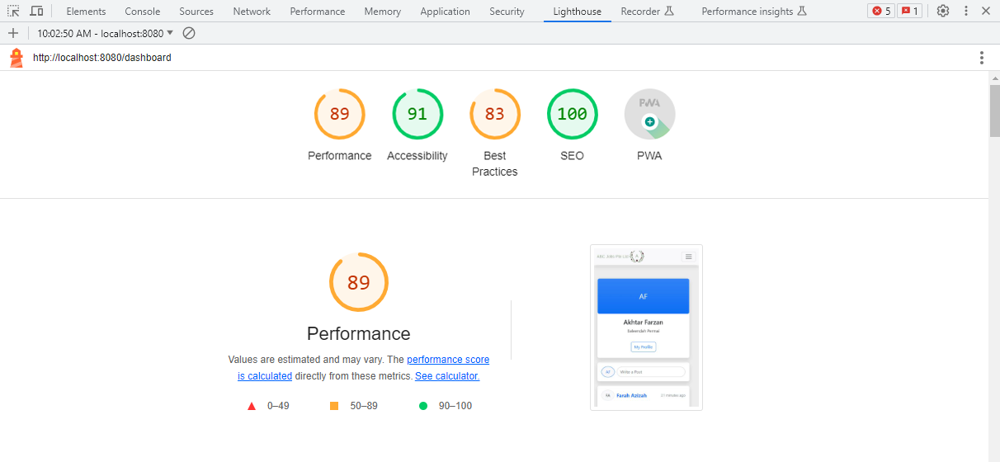 Elements Console Sources Network Performance Memory Application Security Lighthouse Recorder Performance insights 5 1
10:02:50 AM - localhost:8080
http://localhost:8080/dashboard
89 91 83 100 PWA
Performance Accessibility Best Practices SEO PWA
89
Performance
Values are estimated and may vary. The performance score
is calculated directly from these metrics. See calculator.
0–49 50–89 90–100
ABC Jobs Pte Ltd
AF
Akhtar Farzan
My Profile
AF Write a Post
FA Farah Azizah 21 minutes ago